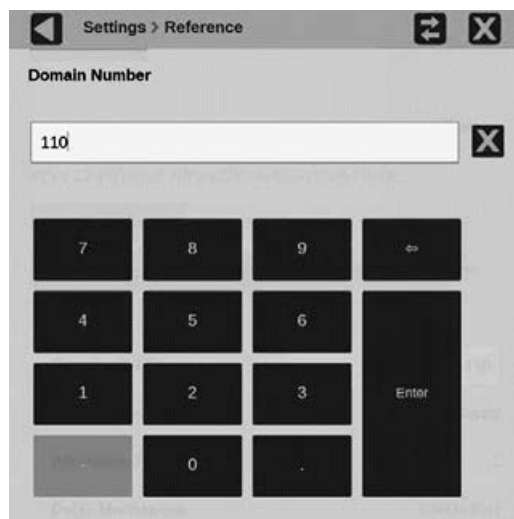 Settings > Reference
Domain Number
110
7 8 9 ⇦
4 5 6
1 2 3 Enter
- 0 .